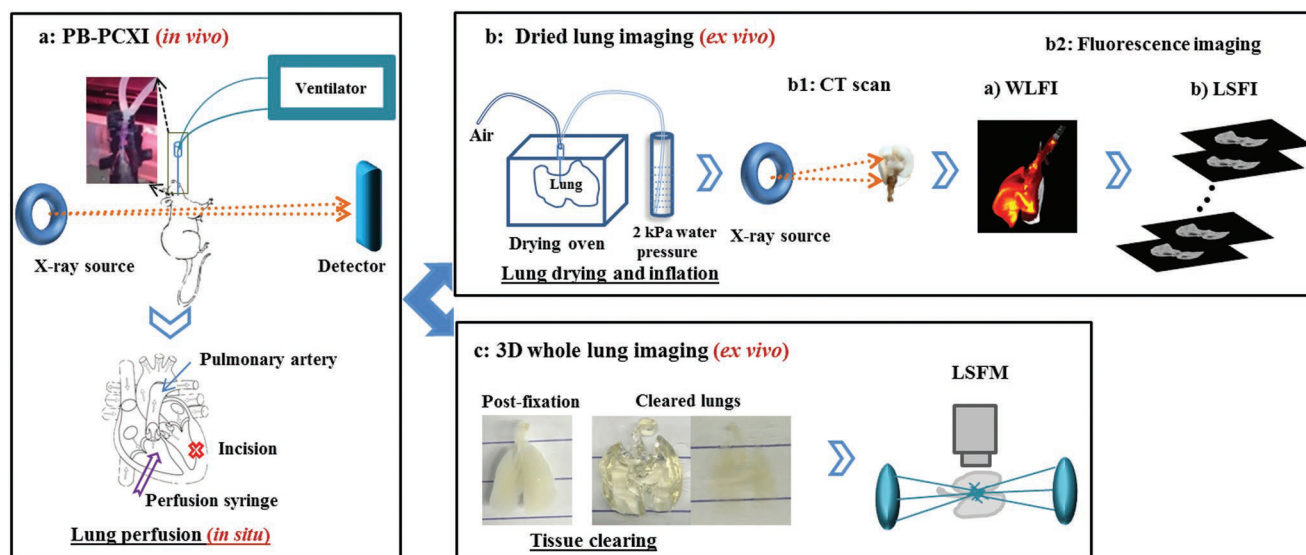 a: PB-PCXI (in vivo)
Ventilator
X-ray source
Detector
Pulmonary artery
Incision
Perfusion syringe
Lung perfusion (in situ)
b: Dried lung imaging (ex vivo)
b2: Fluorescence imaging
b1: CT scan
a) WLFI
b) LSFI
Air
Lung
Drying oven
2 kPa water
pressure
X-ray source
Lung drying and inflation
c: 3D whole lung imaging (ex vivo)
LSFM
Post-fixation
Cleared lungs
Tissue clearing